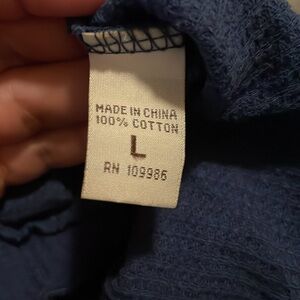 MADE IN CHINA
100% COTTON
L
RN 109986